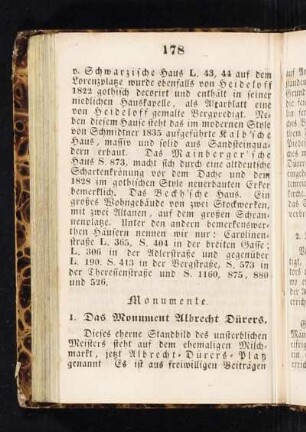 178
v. Schwarzische Haus L. 43, 44 auf dem
Lorenzplatze wurde ebenfalls von Heideloff
1822 gothisch decorirt und enthält in seiner
niedlichen Hauskapelle, als Altarblatt eine
von Heideloff gemalte Bergpredigt. Ne-
ben diesem Hause steht das im modernen Style
von Schmidtner 1835 aufgeführte Kalb'sche
Haus, massiv und solid aus Sandsteinqua-
dern erbaut. Das Mainberger'sche
Haus S. 873, macht sich durch eine altdeutsche
Schartenkrönung vor dem Dache und dem
1828 im gothischen Style neuerbauten Erker
bemerklich. Das Beckh'sche Haus. Ein
großes Wohngebäude von zwei Stockwerken,
mit zwei Altanen, auf dem großen Schran-
nenplatze. Unter den andern bemerkenswer-
then Häusern nennen wir nur: Carolinen-
straße L. 365, S. 404 in der breiten Gasse;
L. 306 in der Adlerstraße und gegenüber
L. 190. S. 413 in der Bergstraße, S. 573 in
der Theresienstraße und S. 1160, 875, 880
und 526.
Monumente.
1. Das Monument Albrecht Dürers.
Dieses eherne Standbild des unsterblichen
Meisters steht auf dem ehemaligen Milch-
markt, jetzt Albrecht-Dürers-Platz
genannt Es ist aus freiwilligen Beiträgen